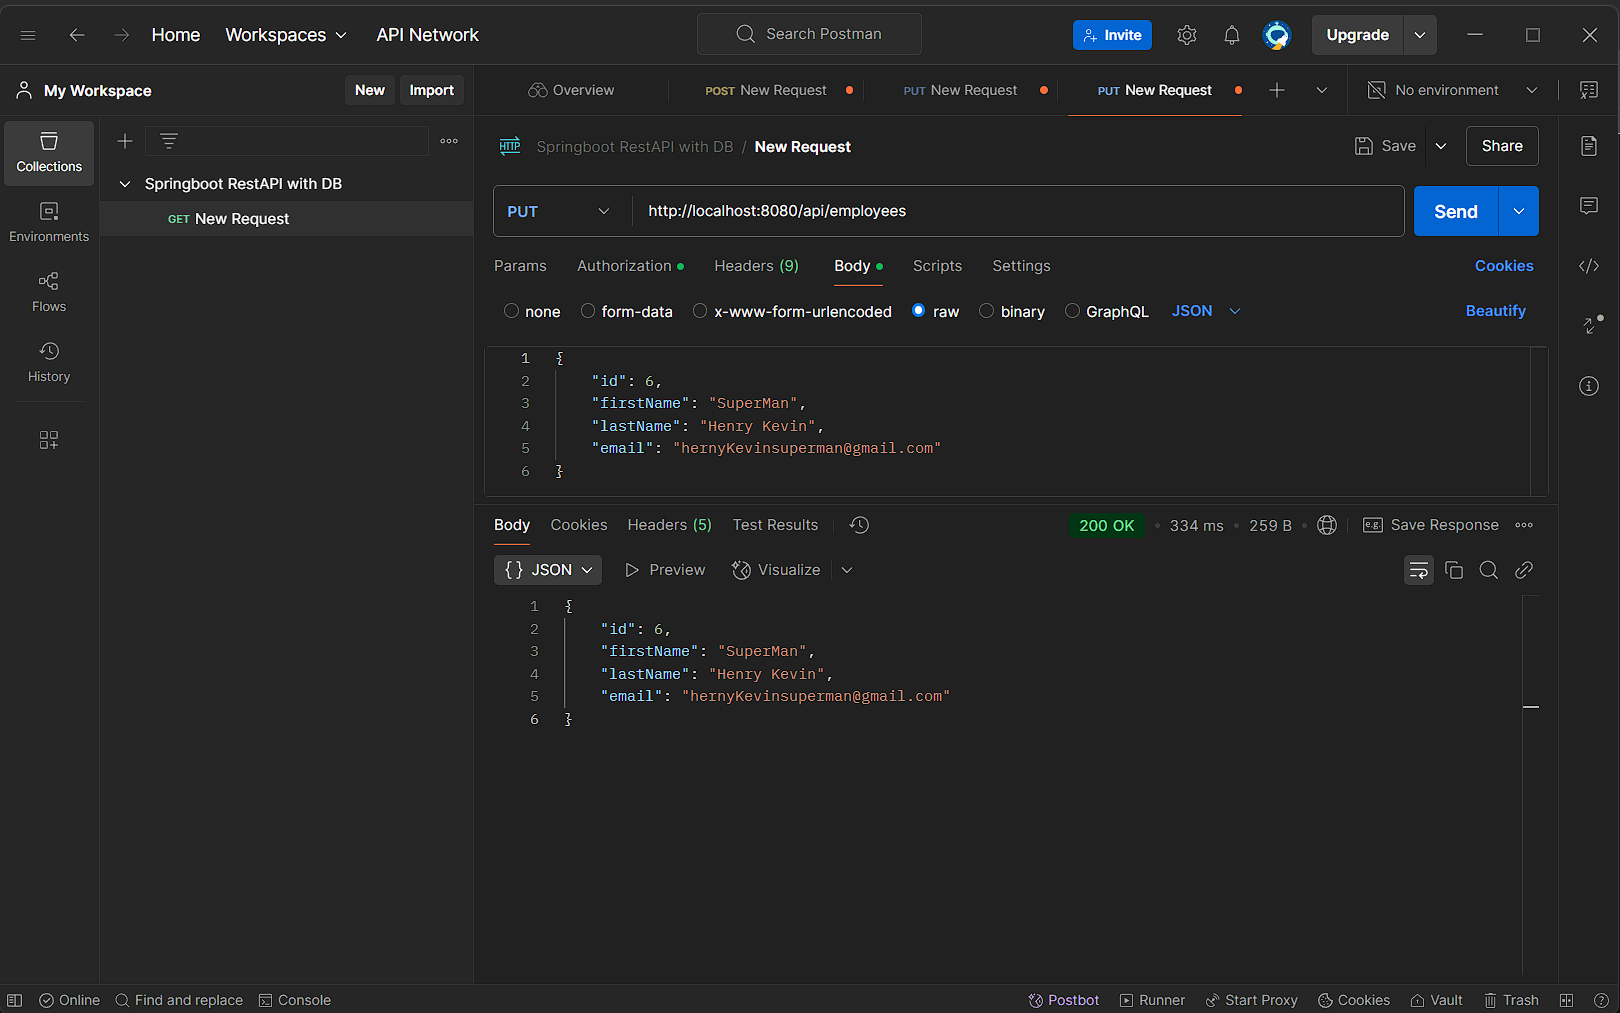 Home Workspaces API Network Search Postman Invite Upgrade
My Workspace New Import Overview POST New Request PUT New Request PUT New Request No environment
Collections
Environments
Flows
History
Springboot RestAPI with DB
GET New Request
HTTP Springboot RestAPI with DB / New Request Save Share
PUT http://localhost:8080/api/employees Send
Params Authorization Headers (9) Body Scripts Settings Cookies
none form-data x-www-form-urlencoded raw binary GraphQL JSON Beautify
1 {
2 "id": 6,
3 "firstName": "SuperMan",
4 "lastName": "Henry Kevin",
5 "email": "hernyKevinsuperman@gmail.com"
6 }
Body Cookies Headers (5) Test Results 200 OK • 334 ms • 259 B • e.g. Save Response
{} JSON Preview Visualize
1 {
2 "id": 6,
3 "firstName": "SuperMan",
4 "lastName": "Henry Kevin",
5 "email": "hernyKevinsuperman@gmail.com"
6 }
Online Find and replace Console Postbot Runner Start Proxy Cookies Vault Trash